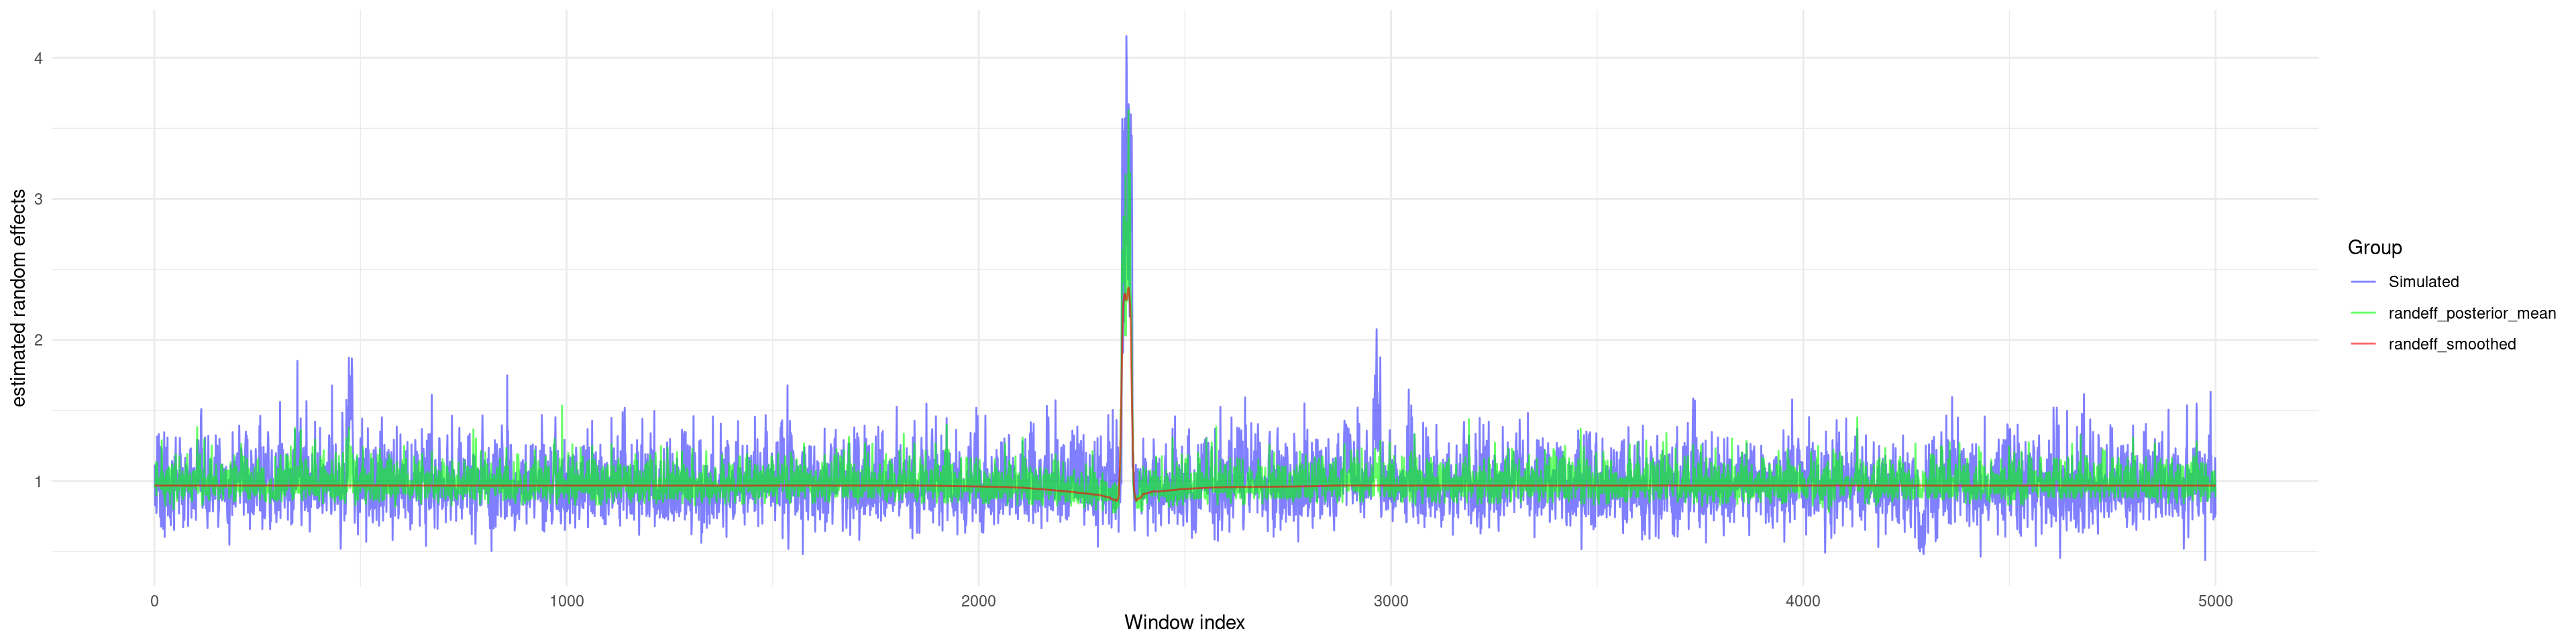 estimated random effects
4
3
2
1
0
1000
2000
3000
4000
5000
Window index
Group
Simulated
randeff_posterior_mean
randeff_smoothed